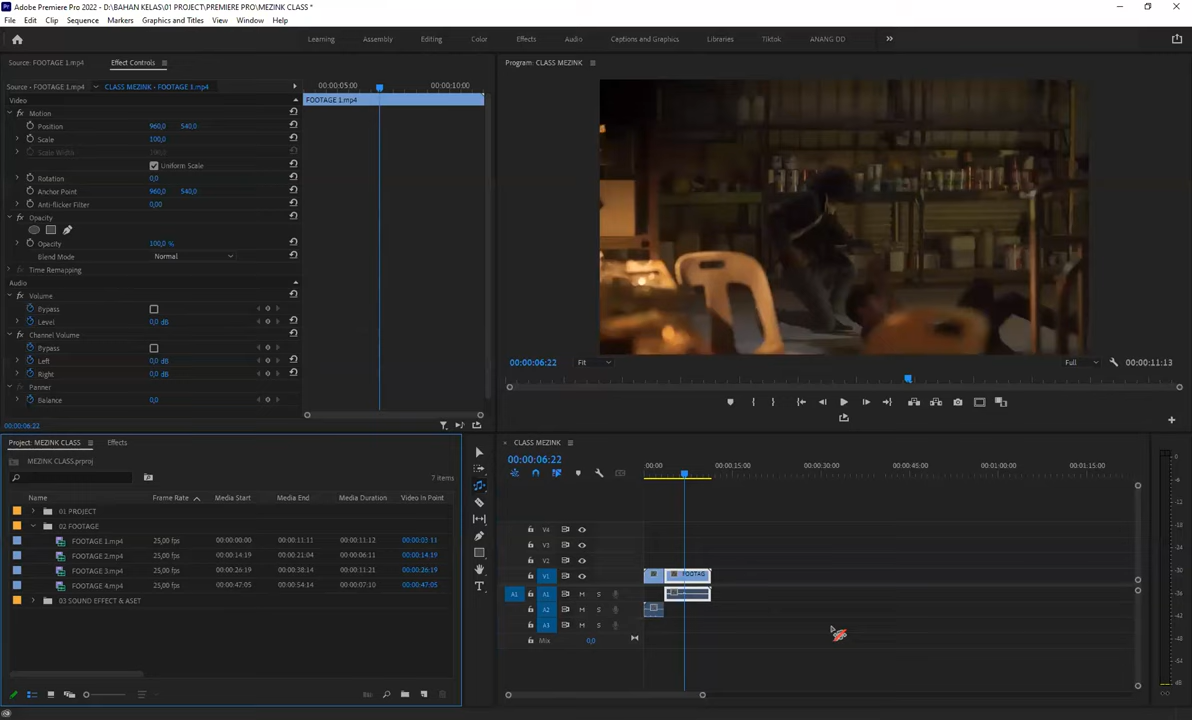 Adobe Premiere Pro 2022 - D:\BAHAN KELAS\01 PROJECT\PREMIERE PRO\MEZINK CLASS *
File Edit Clip Sequence Markers Graphics and Titles View Window Help
Learning Assembly Editing Color Effects Audio Captions and Graphics Libraries Tiktok ANANG DD
Source: FOOTAGE 1.mp4 Effect Controls
Program: CLASS MEZINK
Source - FOOTAGE 1.mp4 CLASS MEZINK - FOOTAGE 1.mp4 00:00:05:00 00:00:10:00
Video FOOTAGE 1.mp4
fx Motion
Position 960,0 540,0
Scale 100,0
Scale Width
Uniform Scale
Rotation 0,0
Anchor Point 960,0 540,0
Anti-flicker Filter 0,00
fx Opacity
Opacity 100,0 %
Blend Mode Normal
Time Remapping
Audio
fx Volume
Bypass
Level 0,0 dB
fx Channel Volume
Bypass
Left 0,0 dB
Right 0,0 dB
Panner
Balance 0,0
00:00:06:22
00:00:06:22 Fit Full 00:00:11:13
Project: MEZINK CLASS Effects
MEZINK CLASS.prproj
7 items
Name Frame Rate Media Start Media End Media Duration Video In Point
01 PROJECT
02 FOOTAGE
FOOTAGE 1.mp4 25,00 fps 00:00:00:00 00:00:11:11 00:00:11:12 00:00:03:11
FOOTAGE 2.mp4 25,00 fps 00:00:14:19 00:00:21:04 00:00:06:11 00:00:14:19
FOOTAGE 3.mp4 25,00 fps 00:00:26:19 00:00:38:14 00:00:11:21 00:00:26:19
FOOTAGE 4.mp4 25,00 fps 00:00:47:05 00:00:54:14 00:00:07:10 00:00:47:05
03 SOUND EFFECT & ASET
CLASS MEZINK
00:00:06:22 :00:00 00:00:15:00 00:00:30:00 00:00:45:00 00:01:00:00 00:01:15:00
V4
V3
V2
V1 FOOTAG
A1 A1 M S
A2 M S
A3 M S
Mix 0,0